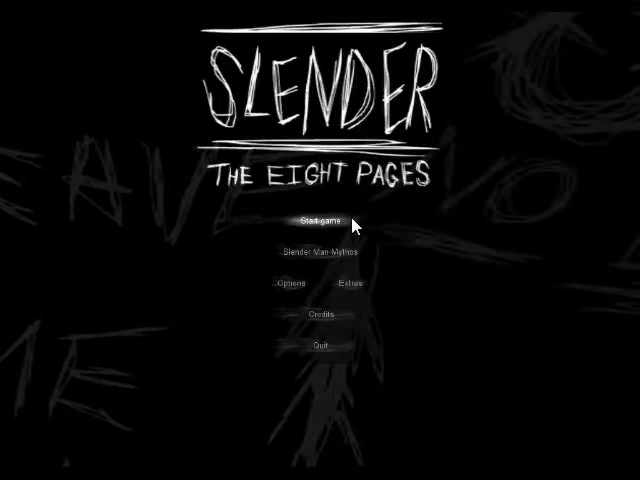 SLENDER
THE EIGHT PAGES
Start game
Slender Man Mythos
Options Extras
Credits
Quit